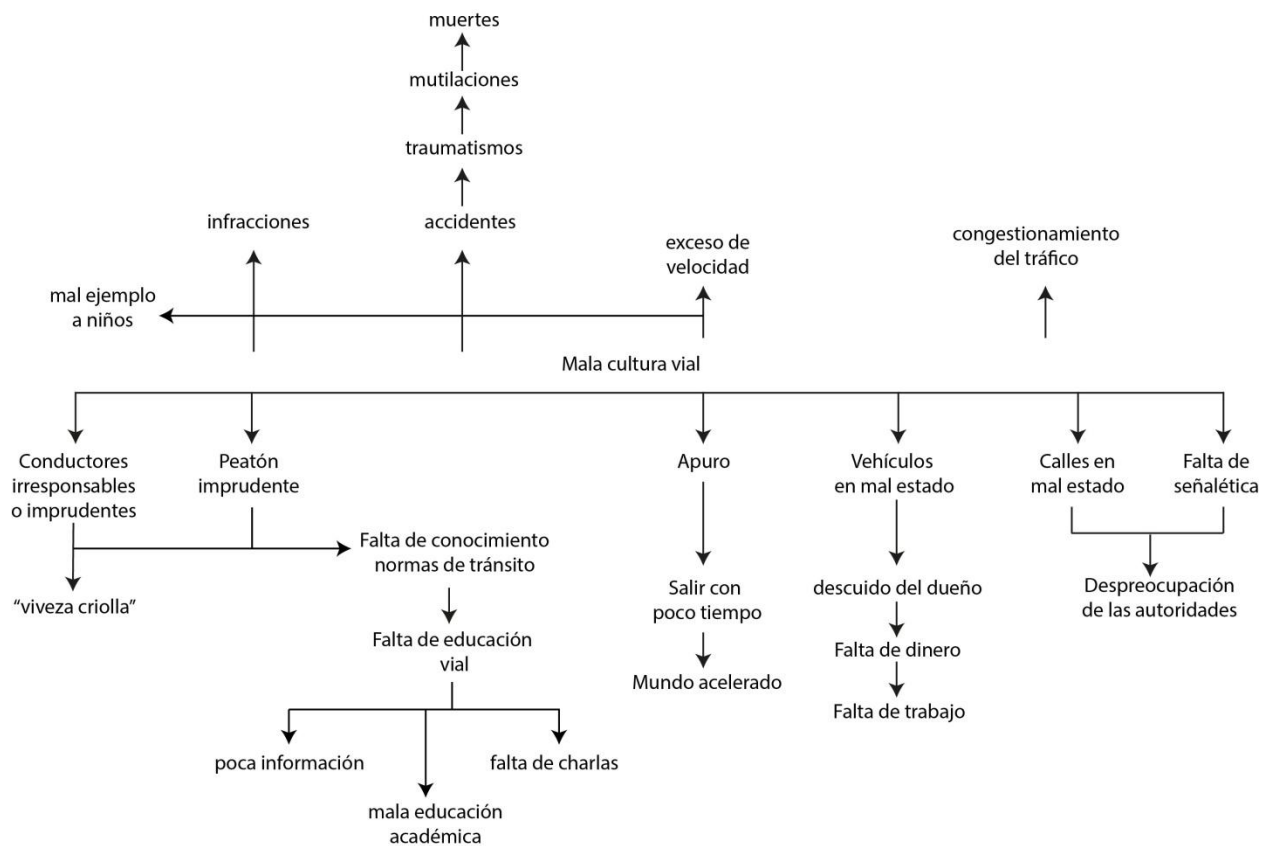 muertes
mutilaciones
traumatismos
infracciones
accidentes
exceso de
velocidad
congestionamiento
del tráfico
mal ejemplo
a niños
Mala cultura vial
Conductores
irresponsables
o imprudentes
Peatón
imprudente
Apuro
Vehículos
en mal estado
Calles en
mal estado
Falta de
señalética
Falta de conocimiento
normas de tránsito
"viveza criolla"
Salir con
poco tiempo
descuido del dueño
Despreocupación
de las autoridades
Falta de educación
vial
Falta de dinero
Mundo acelerado
Falta de trabajo
poca información
falta de charlas
mala educación
académica